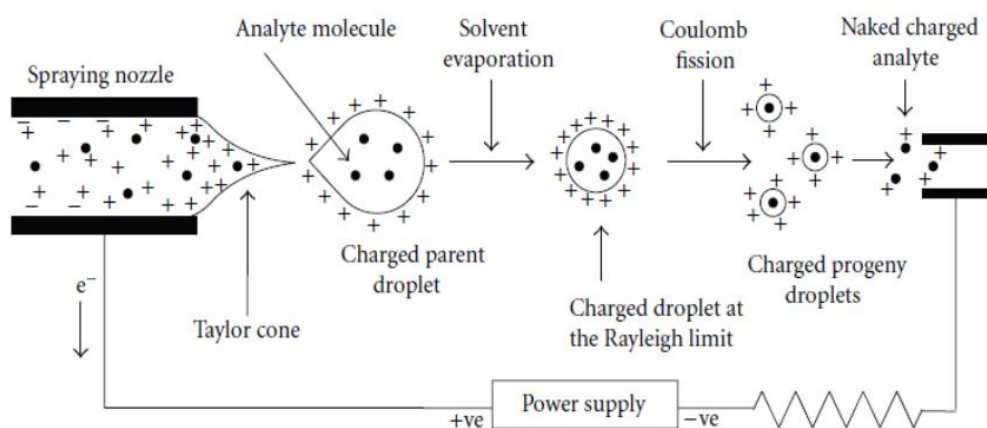 Spraying nozzle
Analyte molecule
Solvent
evaporation
Coulomb
fission
Naked charged
analyte
Charged parent
droplet
Charged droplet at
the Rayleigh limit
Charged progeny
droplets
Taylor cone
e⁻
+ve
Power supply
−ve